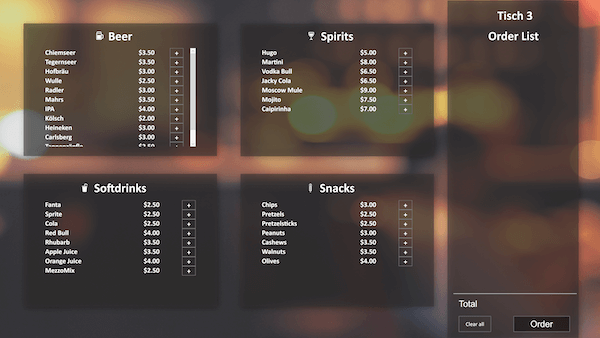 Beer
Chiemseer $3.50 +
Tegernseer $3.50 +
Hofbräu $3.00 +
Wulle $2.50 +
Radler $3.00 +
Mahrs $3.50 +
IPA $4.00 +
Kölsch $2.00 +
Heineken $3.00 +
Carlsberg $3.00 +
Spirits
Hugo $5.00 +
Martini $8.00 +
Vodka Bull $6.50 +
Jacky Cola $6.50 +
Moscow Mule $9.00 +
Mojito $7.50 +
Caipirinha $7.00 +
Softdrinks
Fanta $2.50 +
Sprite $2.50 +
Cola $2.50 +
Red Bull $4.00 +
Rhubarb $3.50 +
Apple Juice $3.50 +
Orange Juice $4.00 +
MezzoMix $2.50 +
Snacks
Chips $3.00 +
Pretzels $2.50 +
Pretzelsticks $2.50 +
Peanuts $3.00 +
Cashews $3.50 +
Walnuts $3.50 +
Olives $4.00 +
Tisch 3
Order List
Total
Clear all Order